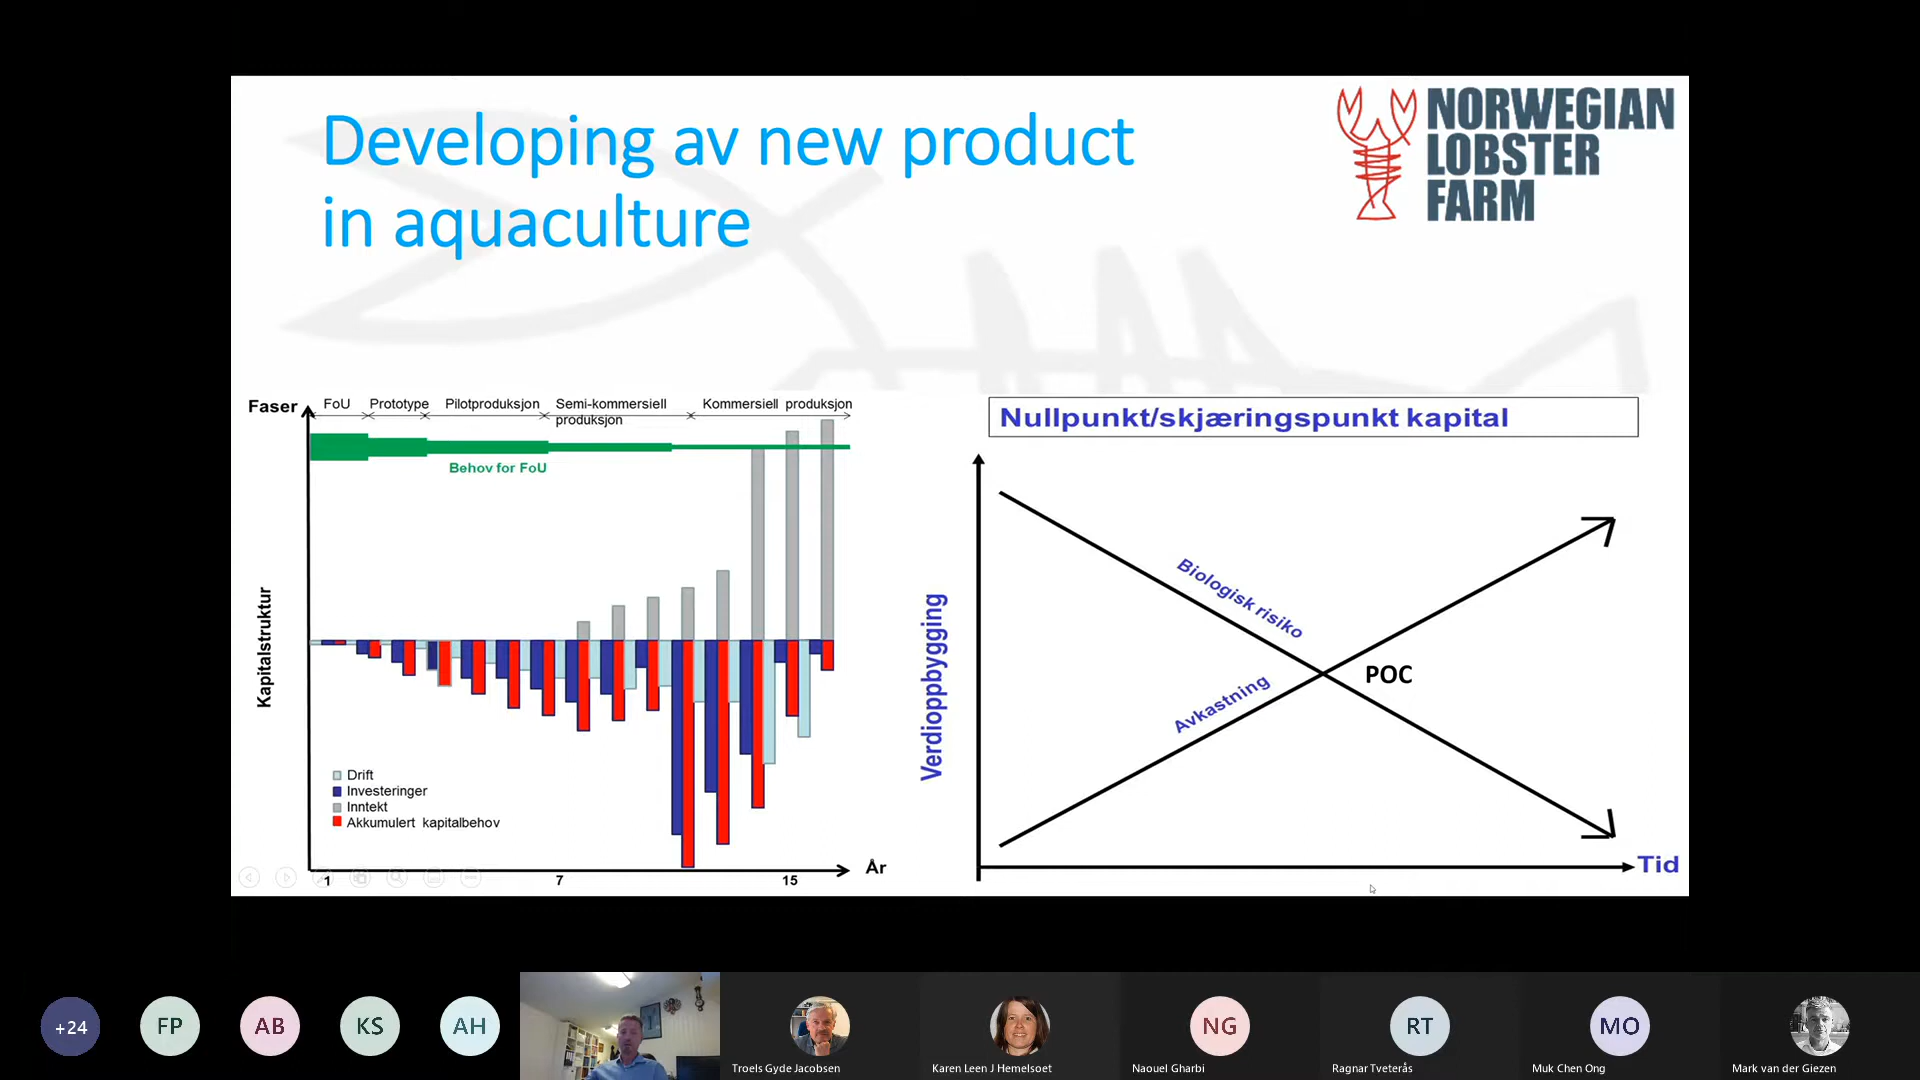 Developing av new product
in aquaculture
NORWEGIAN
LOBSTER
FARM
Faser
FoU
Prototype
Pilotproduksjon
Semi-kommersiell
produksjon
Kommersiell produksjon
Behov for FoU
Kapitalstruktur
Drift
Investeringer
Inntekt
Akkumulert kapitalbehov
År
1
7
15
Nullpunkt/skjæringspunkt kapital
Verdioppbygging
Biologisk risiko
Avkastning
POC
Tid
+24
FP
AB
KS
AH
Troels Gyde Jacobsen
Karen Leen J Hemelsoet
NG
Naouel Gharbi
RT
Ragnar Tveterås
MO
Muk Chen Ong
Mark van der Giezen